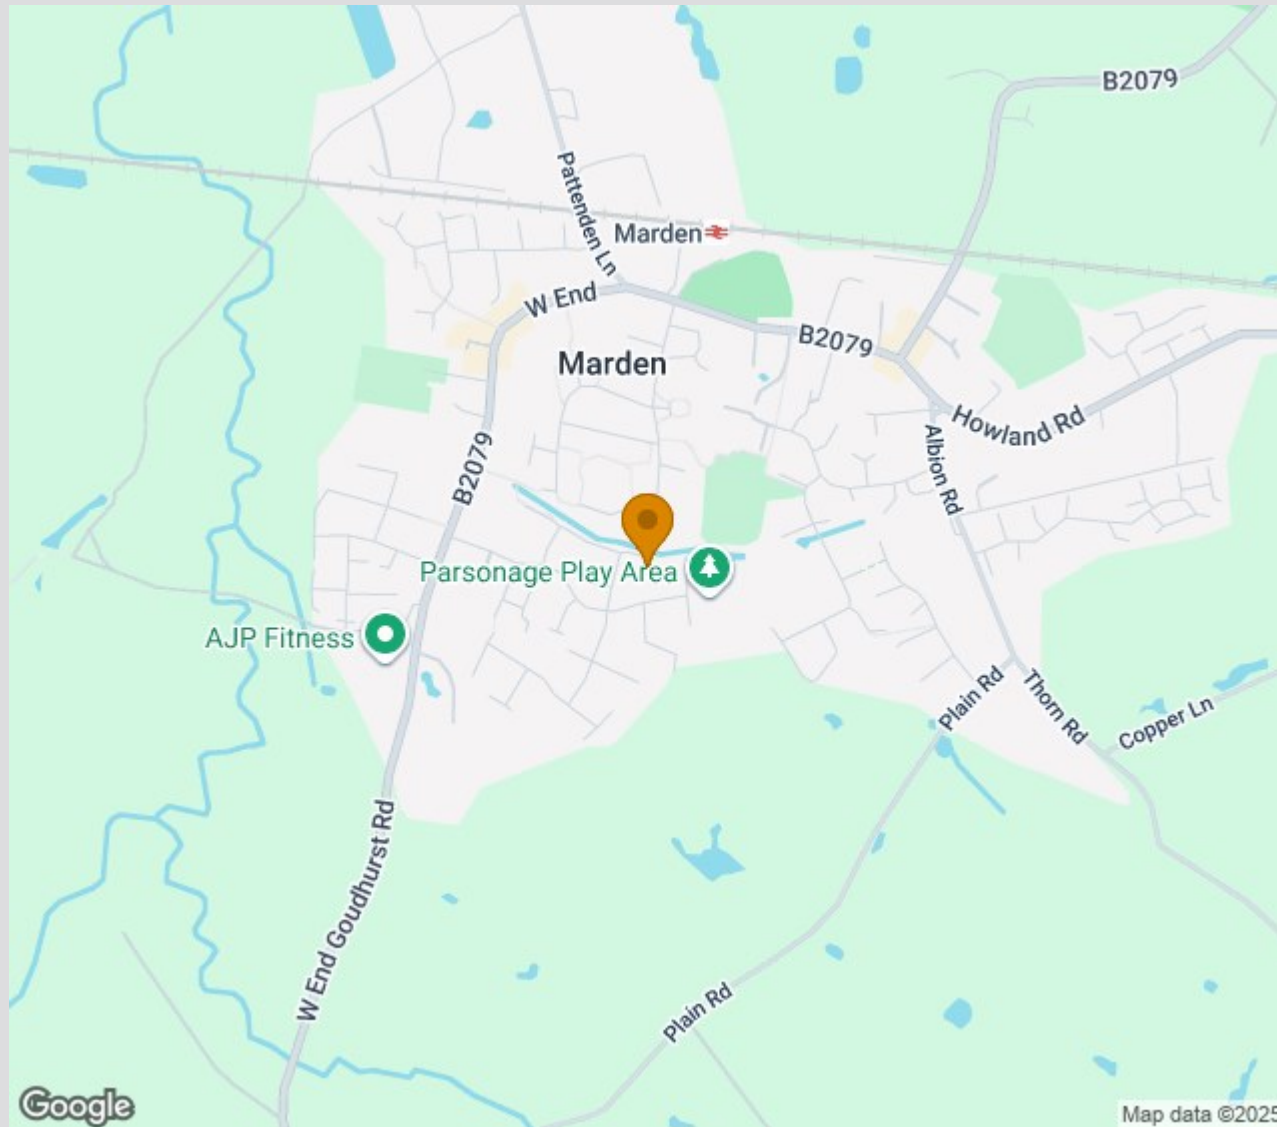 B2079
Pattenden Ln
Marden
W End
B2079
Marden
Howland Rd
Albion Rd
B2079
Parsonage Play Area
AJP Fitness
Plain Rd
Thorn Rd
Copper Ln
W End Goudhurst Rd
Plain Rd
Google
Map data ©2025